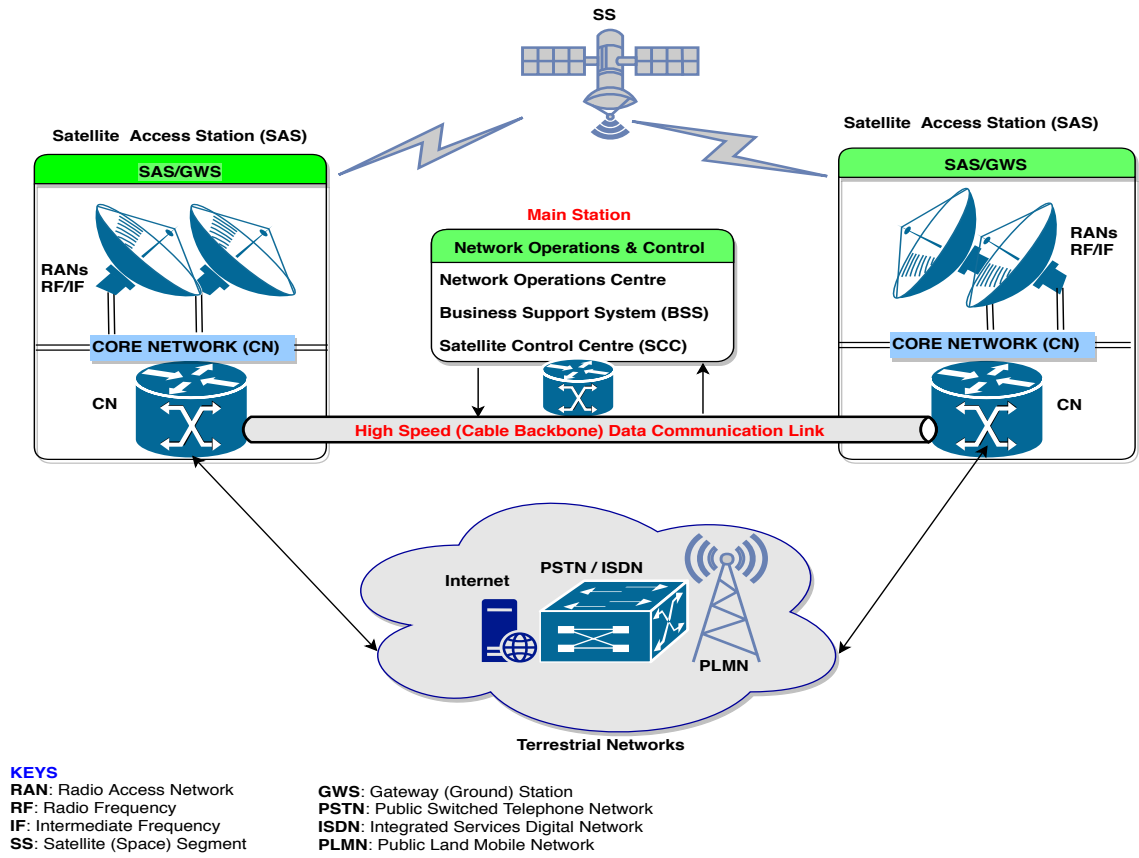 SS
Satellite Access Station (SAS)
SAS/GWS
RANs
RF/IF
CORE NETWORK (CN)
CN
Main Station
Network Operations & Control
Network Operations Centre
Business Support System (BSS)
Satellite Control Centre (SCC)
Satellite Access Station (SAS)
SAS/GWS
RANs
RF/IF
CORE NETWORK (CN)
CN
High Speed (Cable Backbone) Data Communication Link
Internet
PSTN / ISDN
PLMN
Terrestrial Networks
KEYS
RAN: Radio Access Network
RF: Radio Frequency
IF: Intermediate Frequency
SS: Satellite (Space) Segment
GWS: Gateway (Ground) Station
PSTN: Public Switched Telephone Network
ISDN: Integrated Services Digital Network
PLMN: Public Land Mobile Network